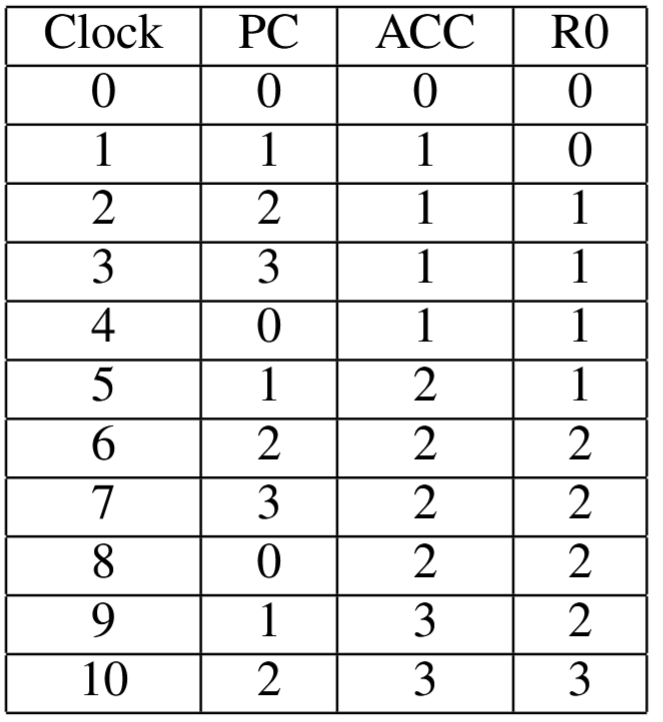 Clock PC ACC R0
0 0 0 0
1 1 1 0
2 2 1 1
3 3 1 1
4 0 1 1
5 1 2 1
6 2 2 2
7 3 2 2
8 0 2 2
9 1 3 2
10 2 3 3